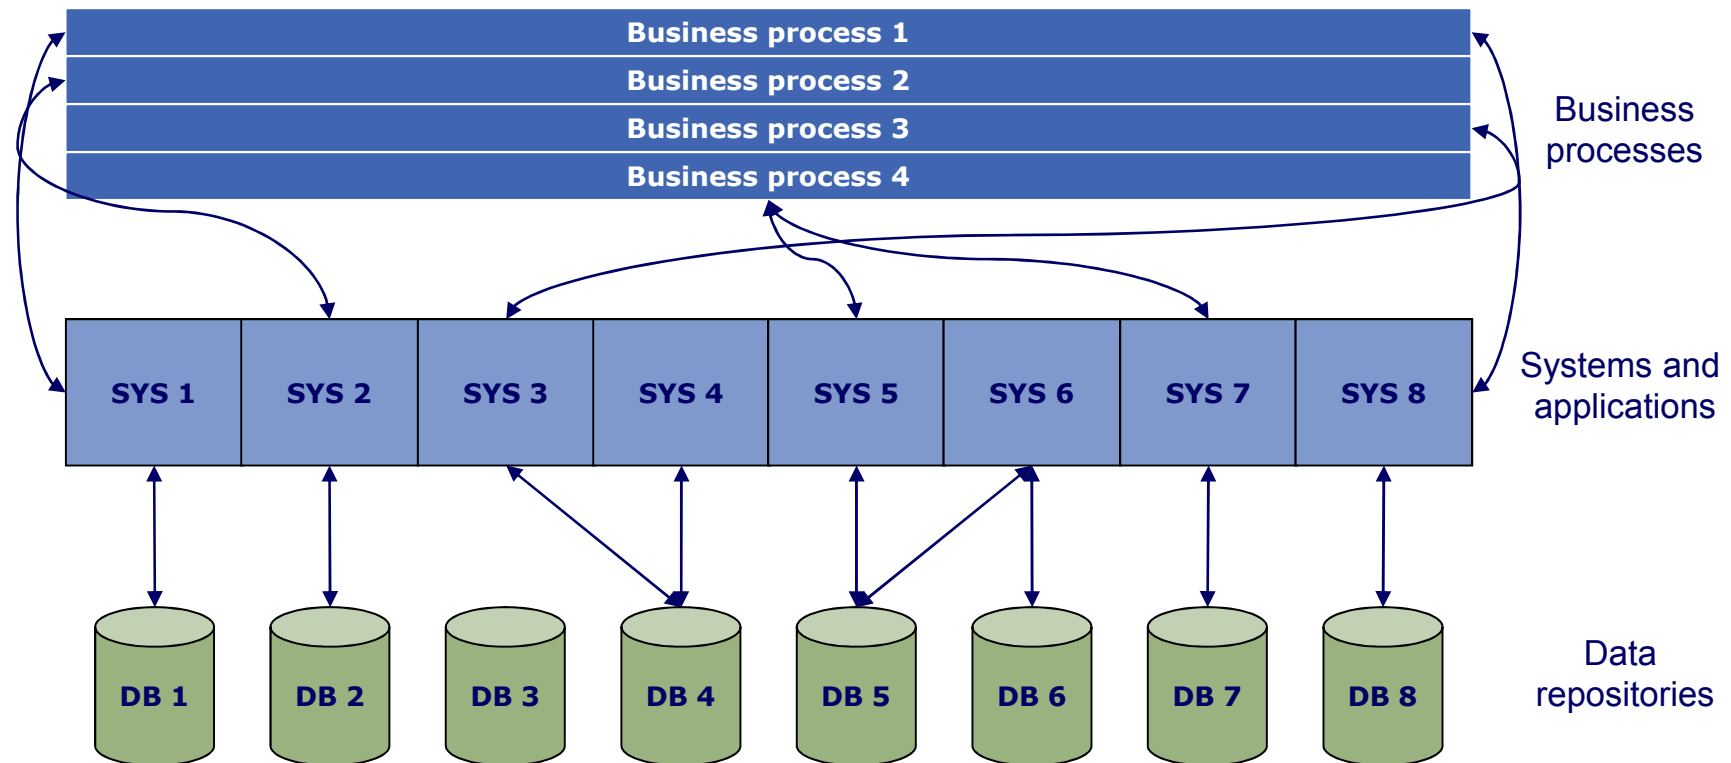 Business process 1
Business process 2
Business process 3
Business process 4
Business
processes
SYS 1
SYS 2
SYS 3
SYS 4
SYS 5
SYS 6
SYS 7
SYS 8
Systems and
applications
DB 1
DB 2
DB 3
DB 4
DB 5
DB 6
DB 7
DB 8
Data
repositories